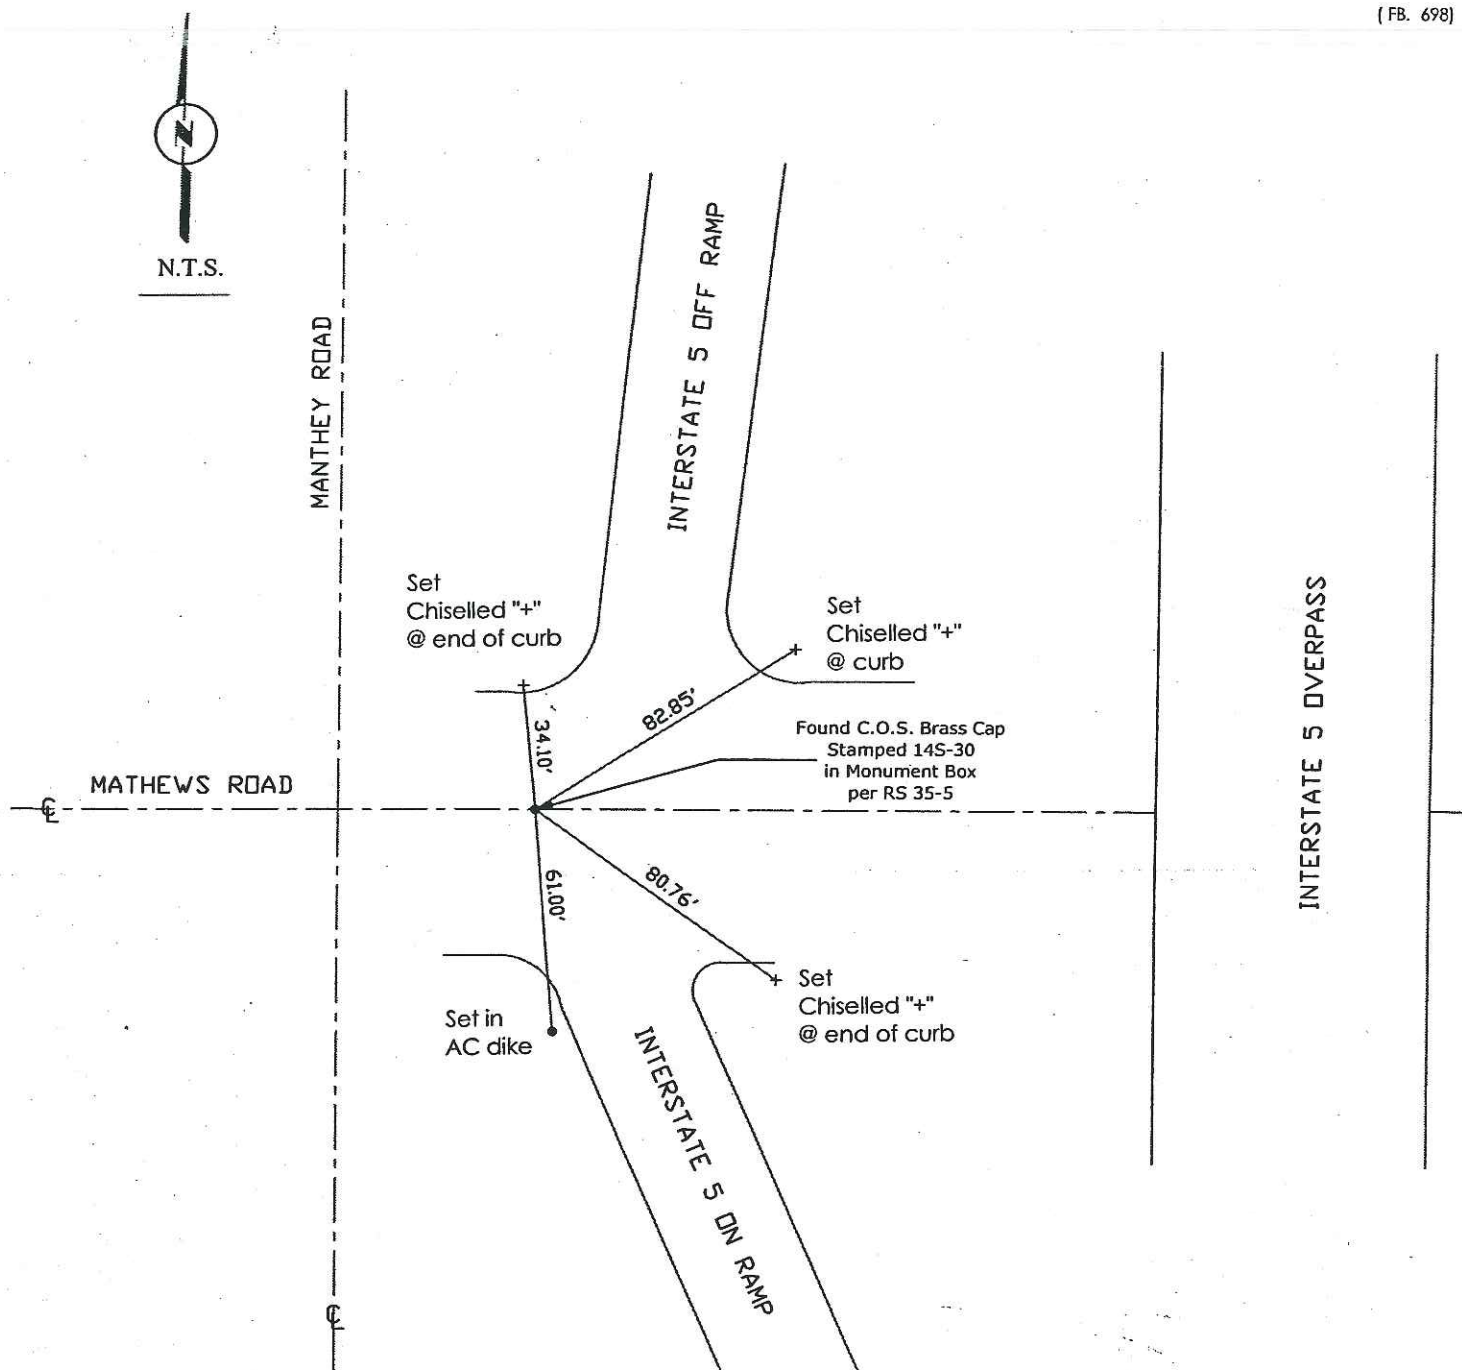 ( FB. 698)
N
N.T.S.
MANTHEY ROAD
INTERSTATE 5 OFF RAMP
Set
Chiselled "+"
@ end of curb
Set
Chiselled "+"
@ curb
82.85'
34.10'
Found C.O.S. Brass Cap
Stamped 14S-30
in Monument Box
per RS 35-5
MATHEWS ROAD
INTERSTATE 5 OVERPASS
℄
61.00'
80.76'
Set in
AC dike
Set
Chiselled "+"
@ end of curb
INTERSTATE 5 ON RAMP
℄